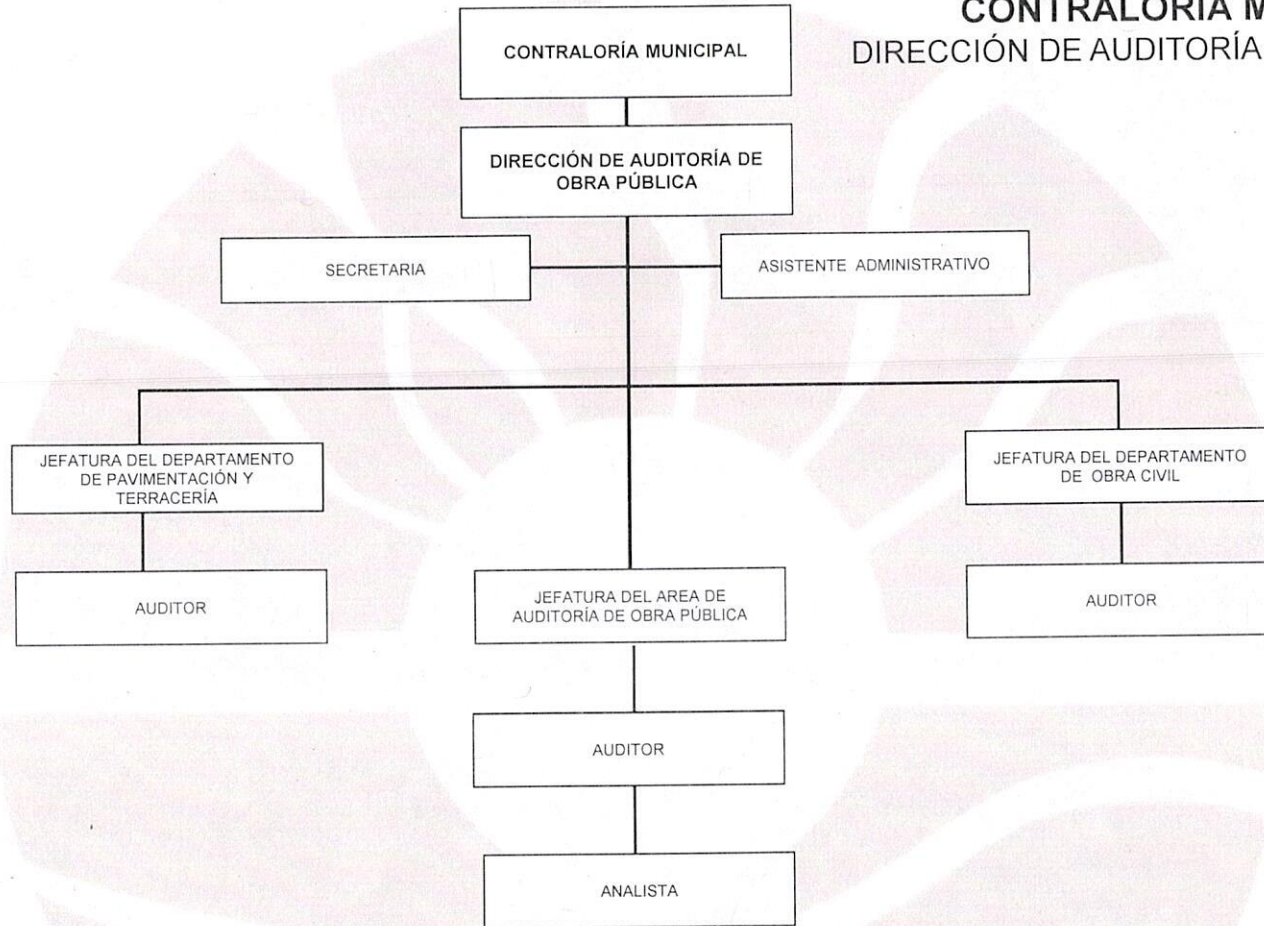 CONTRALORÍA M
DIRECCIÓN DE AUDITORÍA
CONTRALORÍA MUNICIPAL
DIRECCIÓN DE AUDITORÍA DE
OBRA PÚBLICA
SECRETARIA
ASISTENTE ADMINISTRATIVO
JEFATURA DEL DEPARTAMENTO
DE PAVIMENTACIÓN Y
TERRACERÍA
JEFATURA DEL DEPARTAMENTO
DE OBRA CIVIL
AUDITOR
JEFATURA DEL AREA DE
AUDITORÍA DE OBRA PÚBLICA
AUDITOR
AUDITOR
ANALISTA